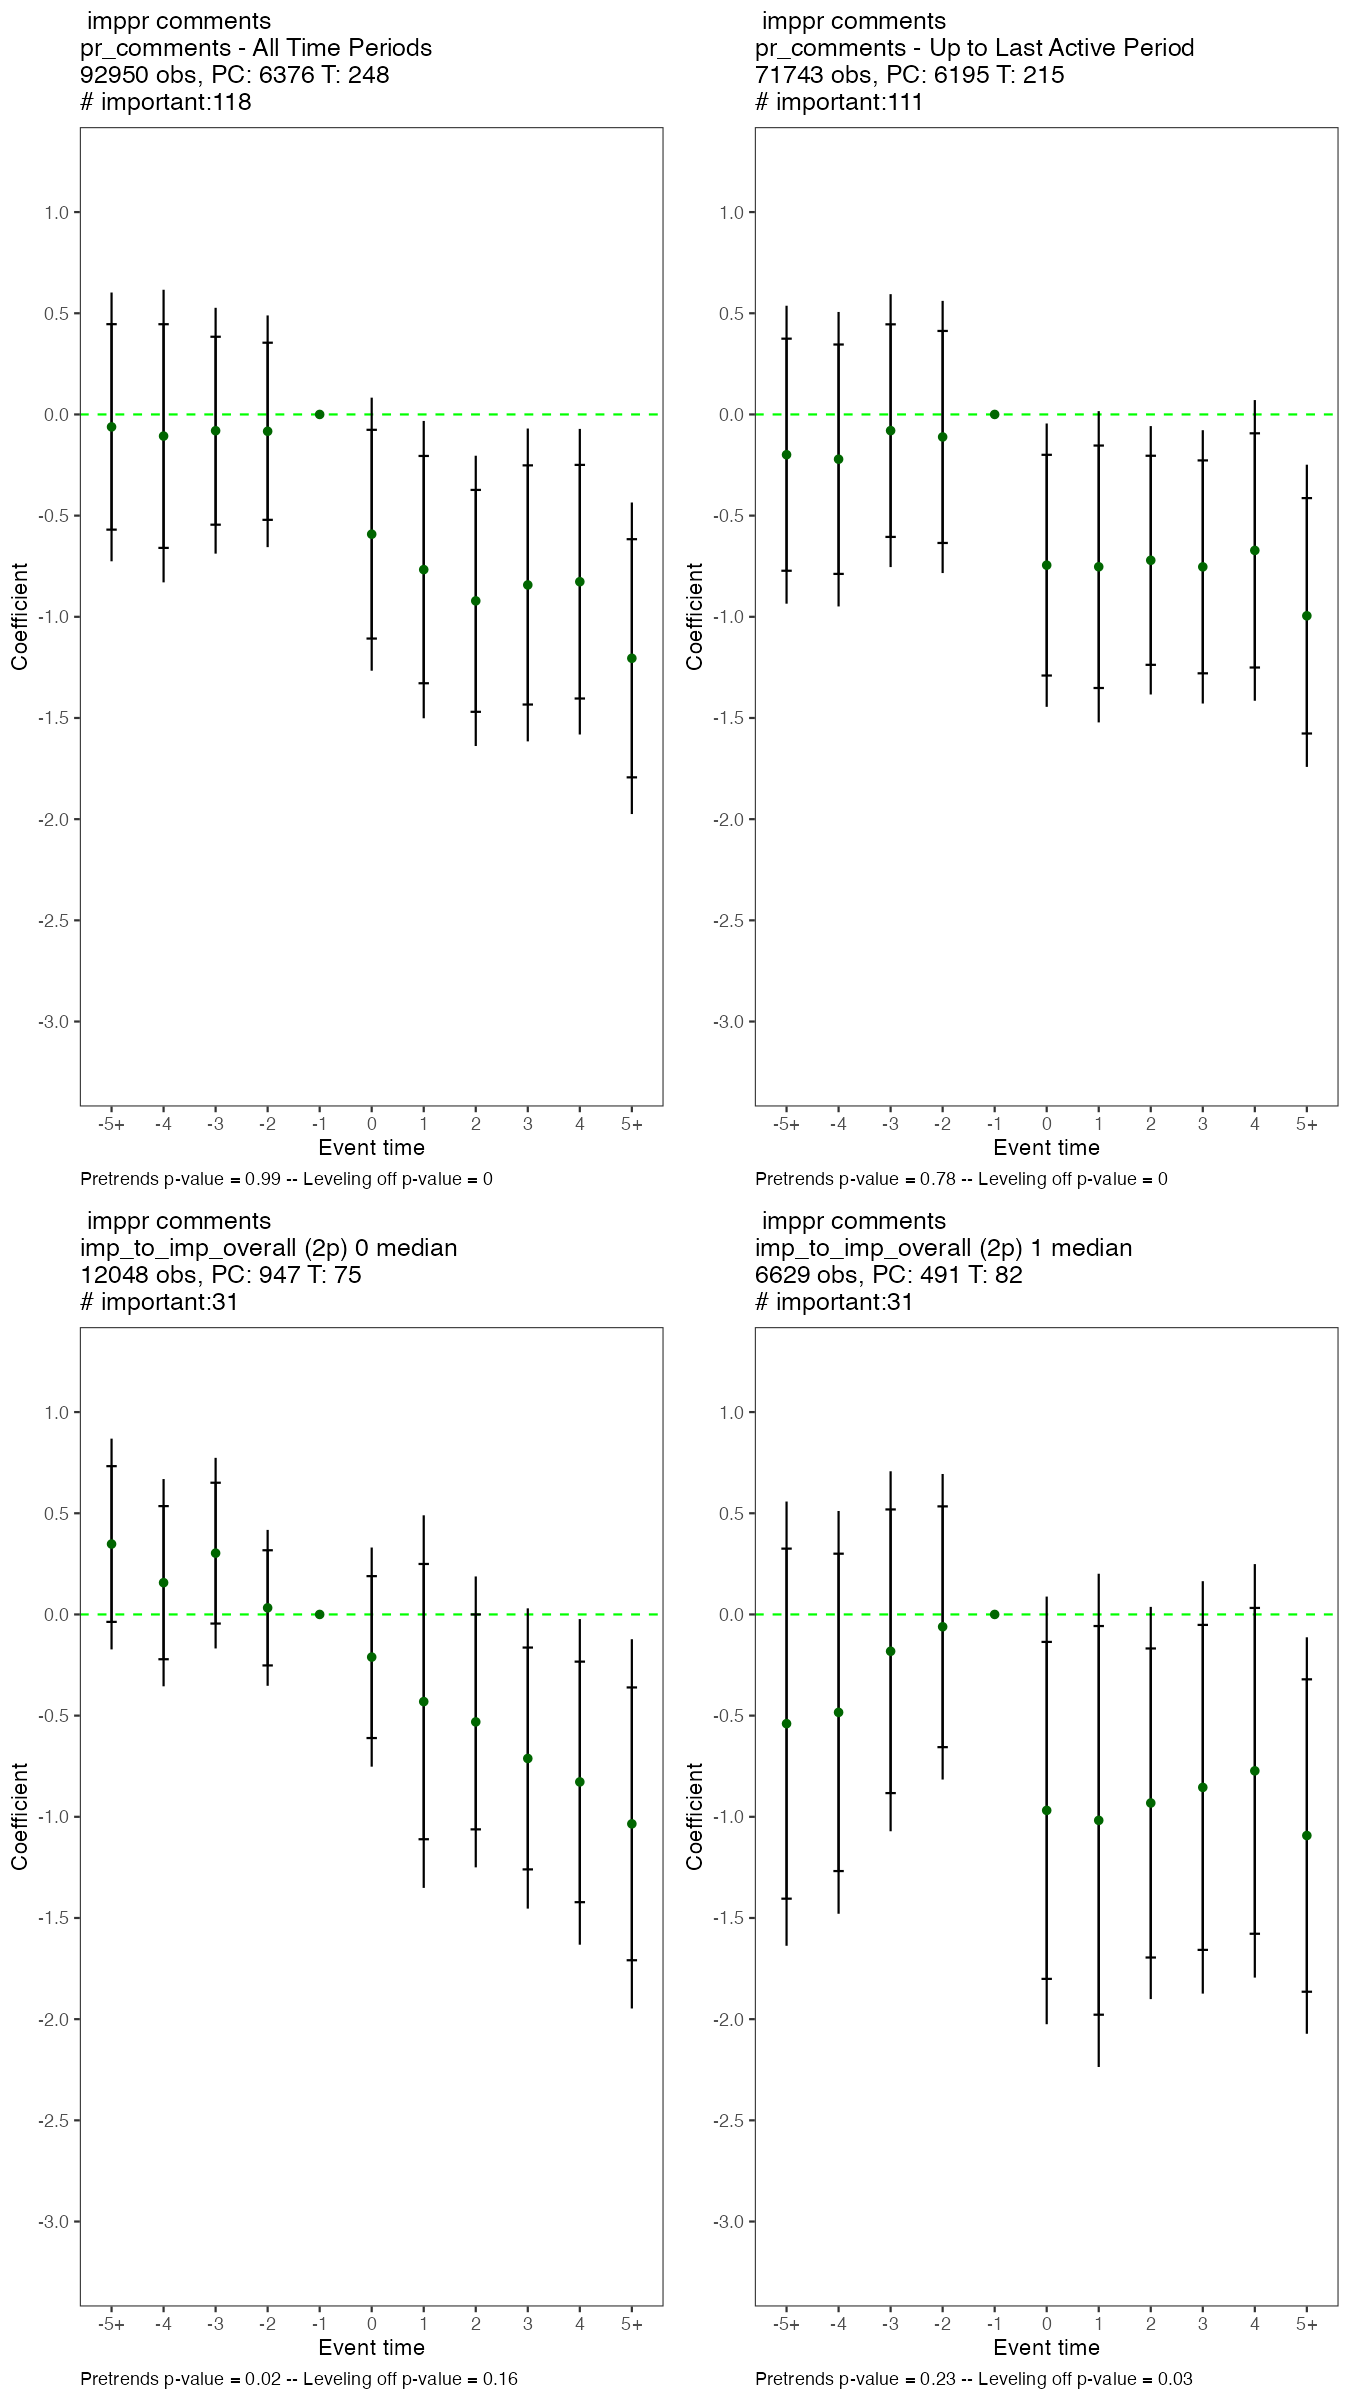 imppr comments
pr_comments - All Time Periods
92950 obs, PC: 6376 T: 248
# important:118
1.0
0.5
0.0
-0.5
-1.0
-1.5
-2.0
-2.5
-3.0
Coefficient
-5+ -4 -3 -2 -1 0 1 2 3 4 5+
Event time
Pretrends p-value = 0.99 -- Leveling off p-value = 0
imppr comments
pr_comments - Up to Last Active Period
71743 obs, PC: 6195 T: 215
# important:111
1.0
0.5
0.0
-0.5
-1.0
-1.5
-2.0
-2.5
-3.0
Coefficient
-5+ -4 -3 -2 -1 0 1 2 3 4 5+
Event time
Pretrends p-value = 0.78 -- Leveling off p-value = 0
imppr comments
imp_to_imp_overall (2p) 0 median
12048 obs, PC: 947 T: 75
# important:31
1.0
0.5
0.0
-0.5
-1.0
-1.5
-2.0
-2.5
-3.0
Coefficient
-5+ -4 -3 -2 -1 0 1 2 3 4 5+
Event time
Pretrends p-value = 0.02 -- Leveling off p-value = 0.16
imppr comments
imp_to_imp_overall (2p) 1 median
6629 obs, PC: 491 T: 82
# important:31
1.0
0.5
0.0
-0.5
-1.0
-1.5
-2.0
-2.5
-3.0
Coefficient
-5+ -4 -3 -2 -1 0 1 2 3 4 5+
Event time
Pretrends p-value = 0.23 -- Leveling off p-value = 0.03